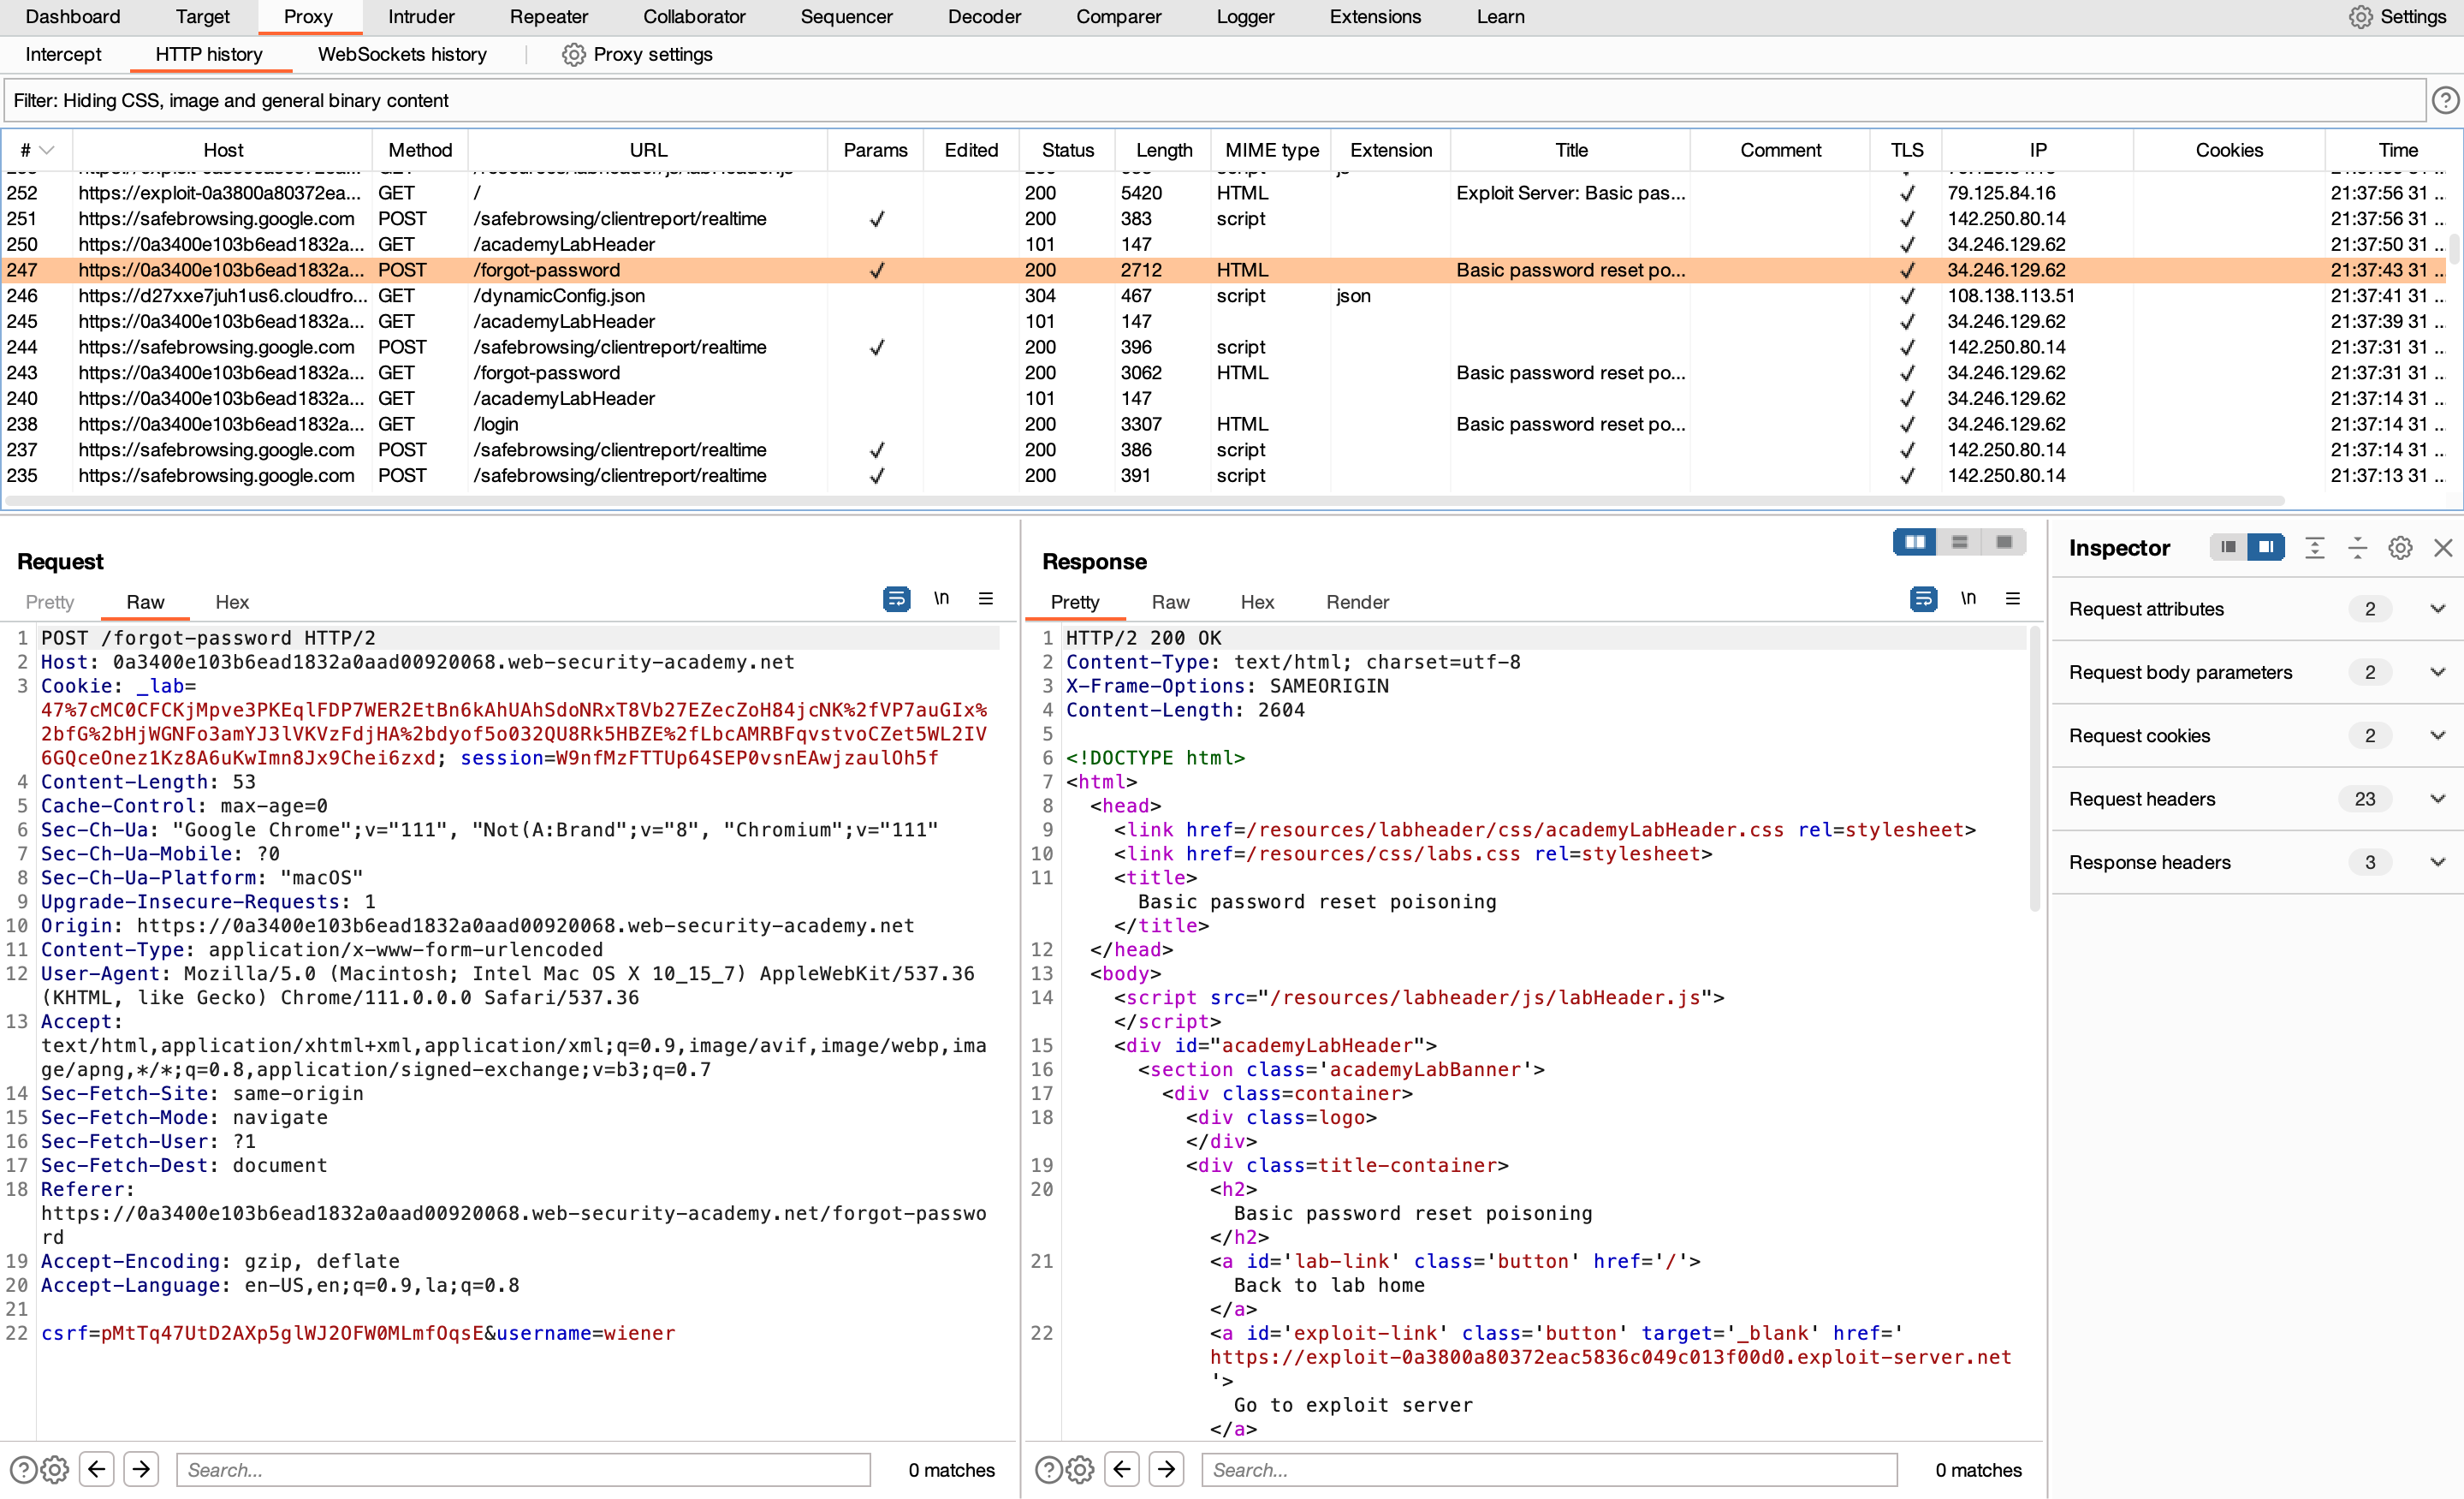 Dashboard Target Proxy Intruder Repeater Collaborator Sequencer Decoder Comparer Logger Extensions Learn Settings
Intercept HTTP history WebSockets history Proxy settings
Filter: Hiding CSS, image and general binary content
# Host Method URL Params Edited Status Length MIME type Extension Title Comment TLS IP Cookies Time
252 https://exploit-0a3800a80372ea... GET / 200 5420 HTML Exploit Server: Basic pas... ✓ 79.125.84.16 21:37:56 31 ...
251 https://safebrowsing.google.com POST /safebrowsing/clientreport/realtime ✓ 200 383 script ✓ 142.250.80.14 21:37:56 31 ...
250 https://0a3400e103b6ead1832a... GET /academyLabHeader 101 147 ✓ 34.246.129.62 21:37:50 31 ...
247 https://0a3400e103b6ead1832a... POST /forgot-password ✓ 200 2712 HTML Basic password reset po... ✓ 34.246.129.62 21:37:43 31 ...
246 https://d27xxe7juh1us6.cloudfro... GET /dynamicConfig.json 304 467 script json ✓ 108.138.113.51 21:37:41 31 ...
245 https://0a3400e103b6ead1832a... GET /academyLabHeader 101 147 ✓ 34.246.129.62 21:37:39 31 ...
244 https://safebrowsing.google.com POST /safebrowsing/clientreport/realtime ✓ 200 396 script ✓ 142.250.80.14 21:37:31 31 ...
243 https://0a3400e103b6ead1832a... GET /forgot-password 200 3062 HTML Basic password reset po... ✓ 34.246.129.62 21:37:31 31 ...
240 https://0a3400e103b6ead1832a... GET /academyLabHeader 101 147 ✓ 34.246.129.62 21:37:14 31 ...
238 https://0a3400e103b6ead1832a... GET /login 200 3307 HTML Basic password reset po... ✓ 34.246.129.62 21:37:14 31 ...
237 https://safebrowsing.google.com POST /safebrowsing/clientreport/realtime ✓ 200 386 script ✓ 142.250.80.14 21:37:14 31 ...
235 https://safebrowsing.google.com POST /safebrowsing/clientreport/realtime ✓ 200 391 script ✓ 142.250.80.14 21:37:13 31 ...
Request
Pretty Raw Hex \n
1 POST /forgot-password HTTP/2
2 Host: 0a3400e103b6ead1832a0aad00920068.web-security-academy.net
3 Cookie: _lab=
47%7cMC0CFCKjMpve3PKEqlFDP7WER2EtBn6kAhUAhSdoNRxT8Vb27EZecZoH84jcNK%2fVP7auGIx%
2bfG%2bHjWGNFo3amYJ3lVKVzFdjHA%2bdyof5o032QU8Rk5HBZE%2fLbcAMRBFqvstvoCZet5WL2IV
6GQceOnez1Kz8A6uKwImn8Jx9Chei6zxd; session=W9nfMzFTTUp64SEP0vsnEAwjzaulOh5f
4 Content-Length: 53
5 Cache-Control: max-age=0
6 Sec-Ch-Ua: "Google Chrome";v="111", "Not(A:Brand";v="8", "Chromium";v="111"
7 Sec-Ch-Ua-Mobile: ?0
8 Sec-Ch-Ua-Platform: "macOS"
9 Upgrade-Insecure-Requests: 1
10 Origin: https://0a3400e103b6ead1832a0aad00920068.web-security-academy.net
11 Content-Type: application/x-www-form-urlencoded
12 User-Agent: Mozilla/5.0 (Macintosh; Intel Mac OS X 10_15_7) AppleWebKit/537.36
(KHTML, like Gecko) Chrome/111.0.0.0 Safari/537.36
13 Accept:
text/html,application/xhtml+xml,application/xml;q=0.9,image/avif,image/webp,ima
ge/apng,*/*;q=0.8,application/signed-exchange;v=b3;q=0.7
14 Sec-Fetch-Site: same-origin
15 Sec-Fetch-Mode: navigate
16 Sec-Fetch-User: ?1
17 Sec-Fetch-Dest: document
18 Referer:
https://0a3400e103b6ead1832a0aad00920068.web-security-academy.net/forgot-passwo
rd
19 Accept-Encoding: gzip, deflate
20 Accept-Language: en-US,en;q=0.9,la;q=0.8
21
22 csrf=pMtTq47UtD2AXp5glWJ2OFW0MLmfOqsE&username=wiener
Search... 0 matches
Response
Pretty Raw Hex Render \n
1 HTTP/2 200 OK
2 Content-Type: text/html; charset=utf-8
3 X-Frame-Options: SAMEORIGIN
4 Content-Length: 2604
5
6 <!DOCTYPE html>
7 <html>
8 <head>
9 <link href=/resources/labheader/css/academyLabHeader.css rel=stylesheet>
10 <link href=/resources/css/labs.css rel=stylesheet>
11 <title>
Basic password reset poisoning
</title>
12 </head>
13 <body>
14 <script src="/resources/labheader/js/labHeader.js">
</script>
15 <div id="academyLabHeader">
16 <section class='academyLabBanner'>
17 <div class=container>
18 <div class=logo>
</div>
19 <div class=title-container>
20 <h2>
Basic password reset poisoning
</h2>
21 <a id='lab-link' class='button' href='/'>
Back to lab home
</a>
22 <a id='exploit-link' class='button' target='_blank' href='
https://exploit-0a3800a80372eac5836c049c013f00d0.exploit-server.net
'>
Go to exploit server
</a>
Search... 0 matches
Inspector
Request attributes 2
Request body parameters 2
Request cookies 2
Request headers 23
Response headers 3